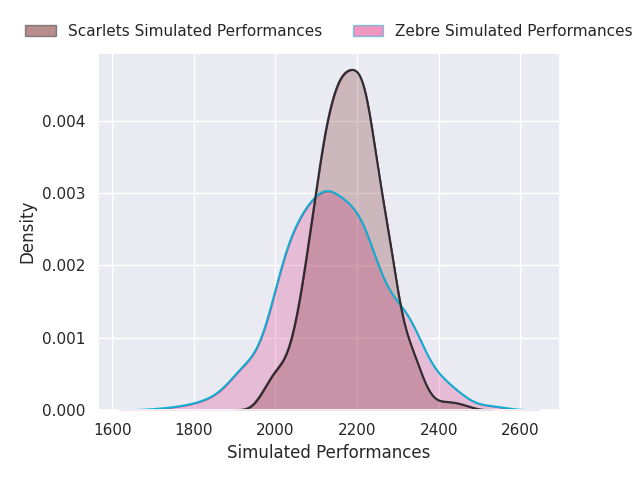 Scarlets Simulated Performances Zebre Simulated Performances
0.004
0.003
0.002
0.001
0.000
Density
1600 1800 2000 2200 2400 2600
Simulated Performances